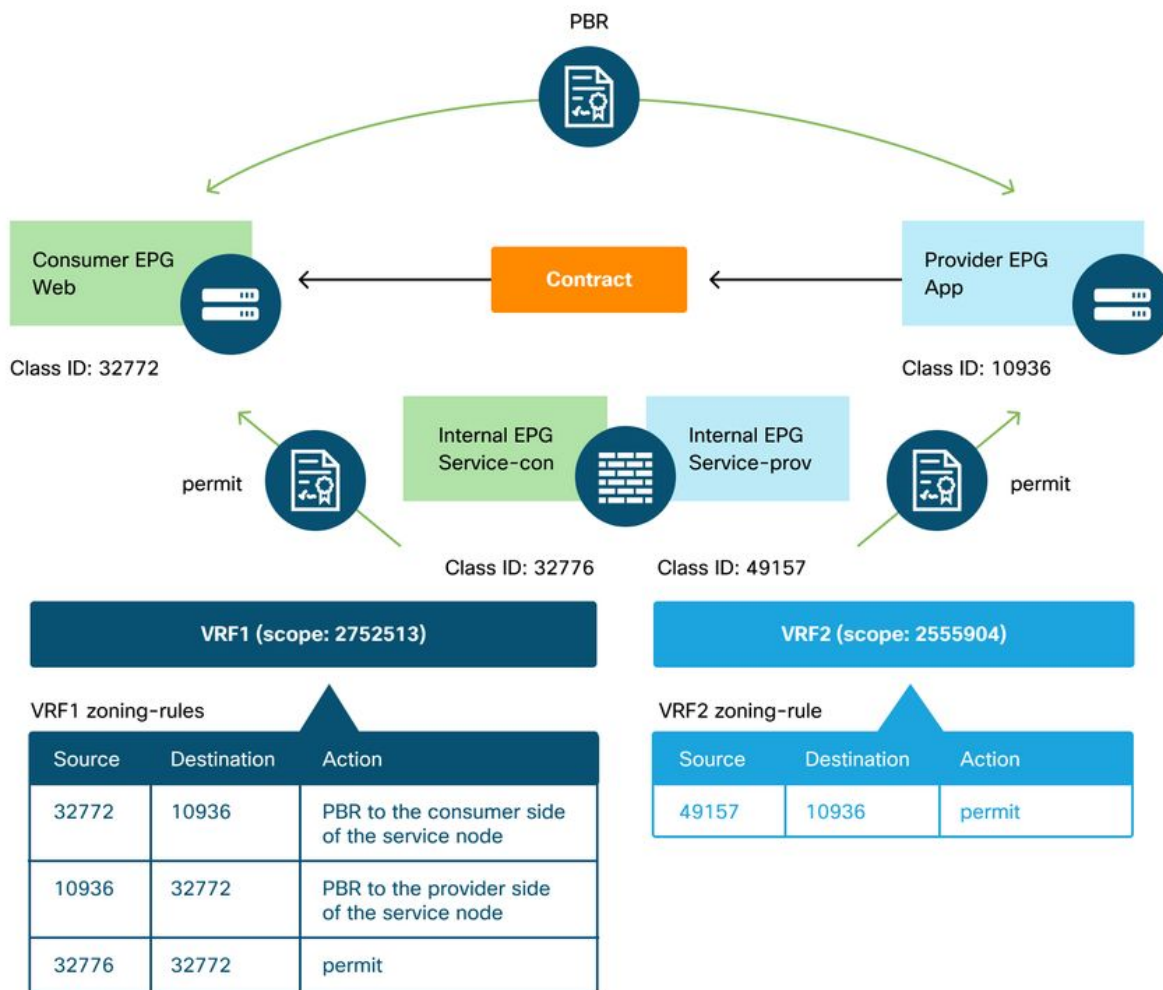 PBR
Consumer EPG
Web
Contract
Provider EPG
App
Class ID: 32772
Class ID: 10936
Internal EPG
Service-con
Internal EPG
Service-prov
permit
permit
Class ID: 32776
Class ID: 49157
VRF1 (scope: 2752513)
VRF2 (scope: 2555904)
VRF1 zoning-rules
Source Destination Action
32772 10936 PBR to the consumer side
of the service node
10936 32772 PBR to the provider side
of the service node
32776 32772 permit
VRF2 zoning-rule
Source Destination Action
49157 10936 permit